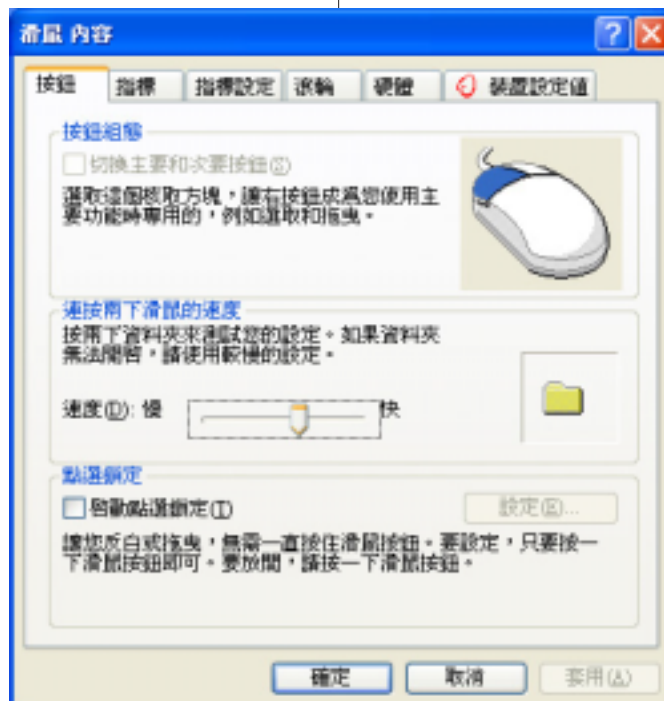 滑鼠 內容
按鈕 指標 指標設定 滾輪 硬體 裝置設定值
按鈕組態
切換主要和次要按鈕(S)
選取這個核取方塊，讓右按鈕成為您使用主
要功能時專用的，例如選取和拖曳。
連按兩下滑鼠的速度
按兩下資料夾來測試您的設定。如果資料夾
無法開啓，請使用較慢的設定。
速度(D): 慢 快
點選鎖定
啓動點選鎖定(T) 設定(E)...
讓您反白或拖曳，無需一直按住滑鼠按鈕。要設定，只要按一
下滑鼠按鈕即可。要放開，請按一下滑鼠按鈕。
確定 取消 套用(A)